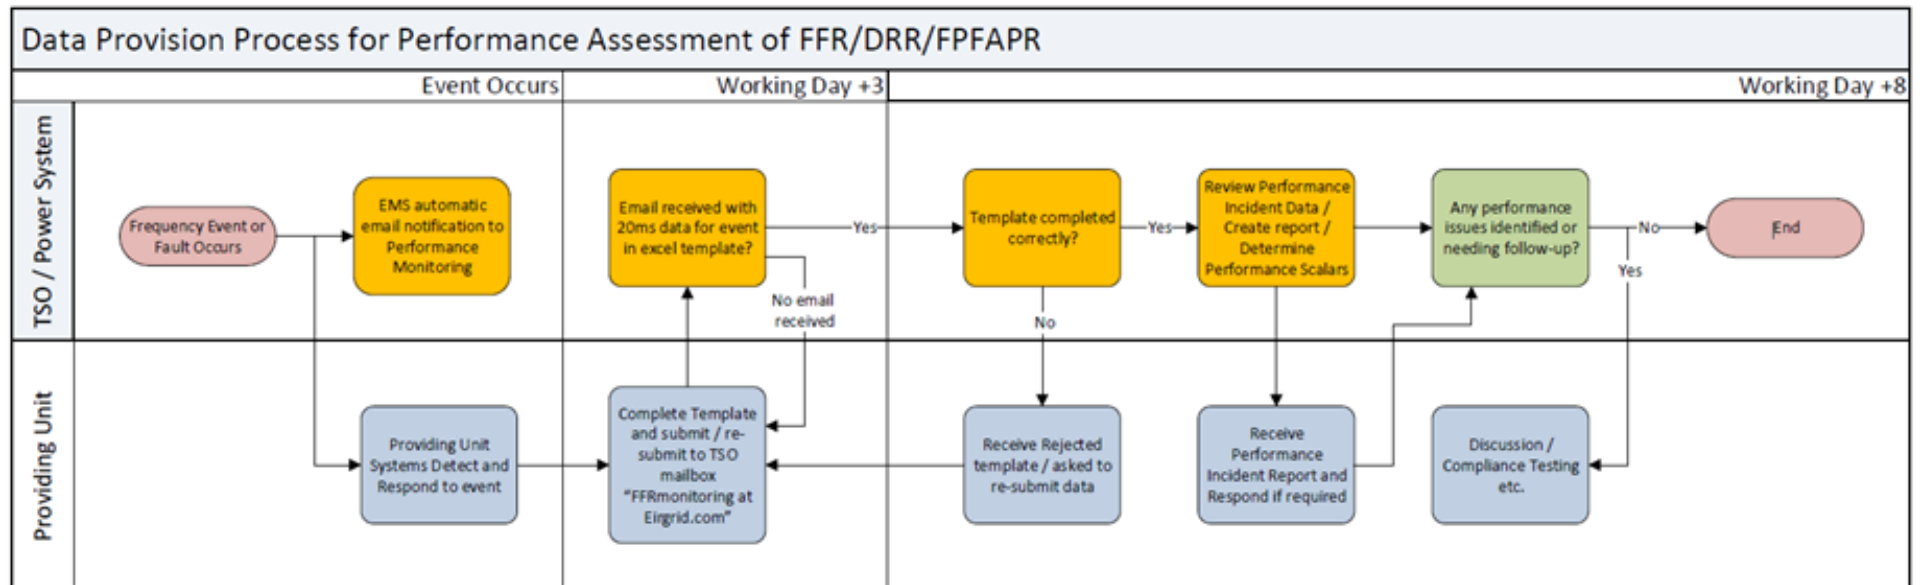 Data Provision Process for Performance Assessment of FFR/DRR/FPFAPR
Event Occurs
Working Day +3
Working Day +8
TSO / Power System
Frequency Event or
Fault Occurs
EMS automatic
email notification to
Performance
Monitoring
Email received with
20ms data for event
in excel template?
Yes
No email
received
Template completed
correctly?
Yes
No
Review Performance
Incident Data /
Create report /
Determine
Performance Scalars
Any performance
issues identified or
needing follow-up?
No
Yes
End
Providing Unit
Providing Unit
Systems Detect and
Respond to event
Complete Template
and submit / re-
submit to TSO
mailbox
"FFRmonitoring at
Eirgrid.com"
Receive Rejected
template / asked to
re-submit data
Receive
Performance
Incident Report and
Respond if required
Discussion /
Compliance Testing
etc.